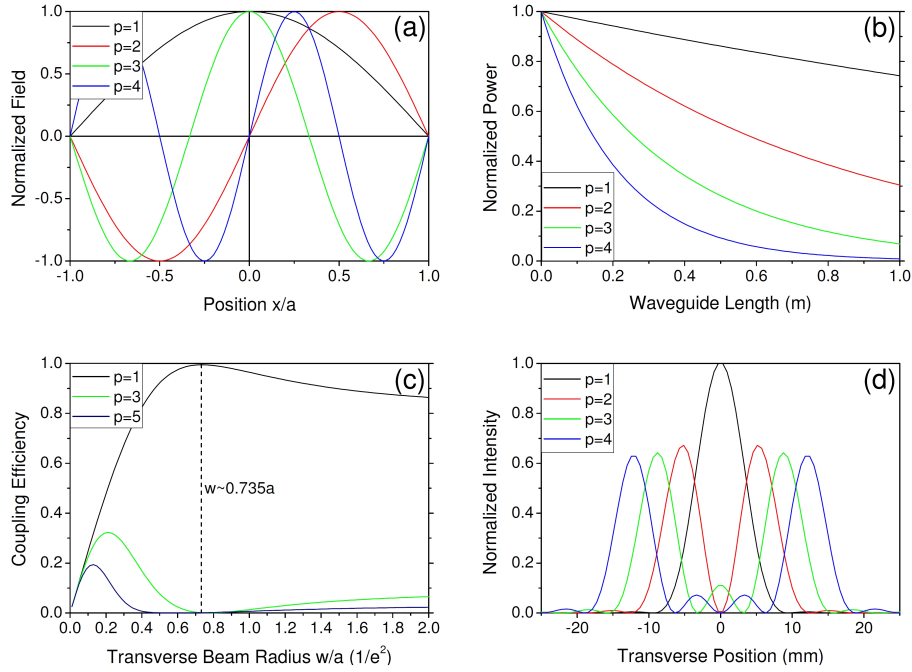 (a)
p=1
p=2
p=3
p=4
1.0
0.5
0.0
-0.5
-1.0
Normalized Field
-1.0 -0.5 0.0 0.5 1.0
Position x/a
(b)
1.0
0.8
0.6
0.4
0.2
0.0
Normalized Power
p=1
p=2
p=3
p=4
0.0 0.2 0.4 0.6 0.8 1.0
Waveguide Length (m)
(c)
p=1
p=3
p=5
1.0
0.8
0.6
0.4
0.2
0.0
Coupling Efficiency
w~0.735a
0.0 0.2 0.4 0.6 0.8 1.0 1.2 1.4 1.6 1.8 2.0
Transverse Beam Radius w/a (1/e²)
(d)
p=1
p=2
p=3
p=4
1.0
0.8
0.6
0.4
0.2
0.0
Normalized Intensity
-20 -10 0 10 20
Transverse Position (mm)